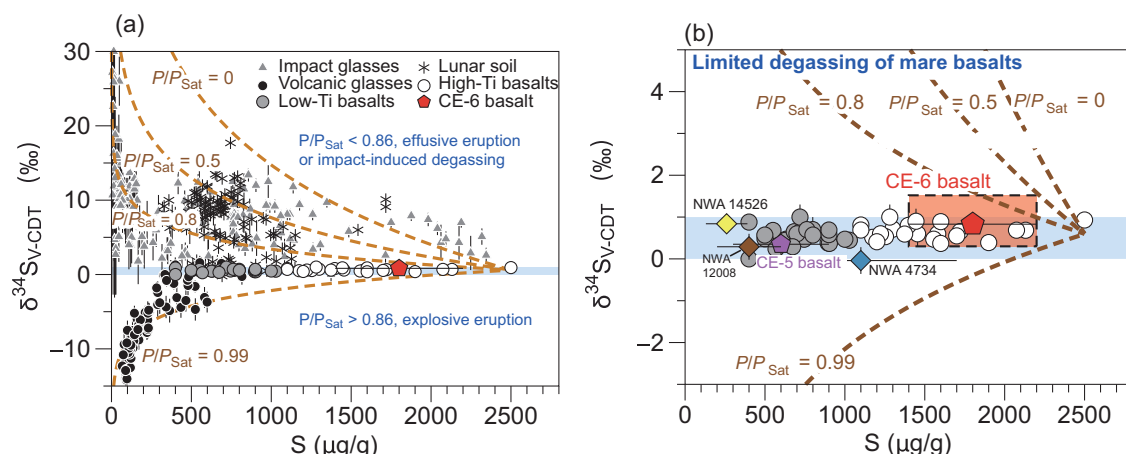 (a)
30
20
10
0
−10
δ34SV-CDT (‰)
P/PSat = 0
P/PSat = 0.5
P/PSat = 0.8
P/PSat = 0.99
Impact glasses
Volcanic glasses
Low-Ti basalts
Lunar soil
High-Ti basalts
CE-6 basalt
P/PSat < 0.86, effusive eruption
or impact-induced degassing
P/PSat > 0.86, explosive eruption
0 500 1000 1500 2000 2500
S (μg/g)
(b)
Limited degassing of mare basalts
4
2
0
−2
δ34SV-CDT (‰)
P/PSat = 0.8
P/PSat = 0.5
P/PSat = 0
CE-6 basalt
NWA 14526
NWA
12008
CE-5 basalt
NWA 4734
P/PSat = 0.99
0 500 1000 1500 2000 2500
S (μg/g)